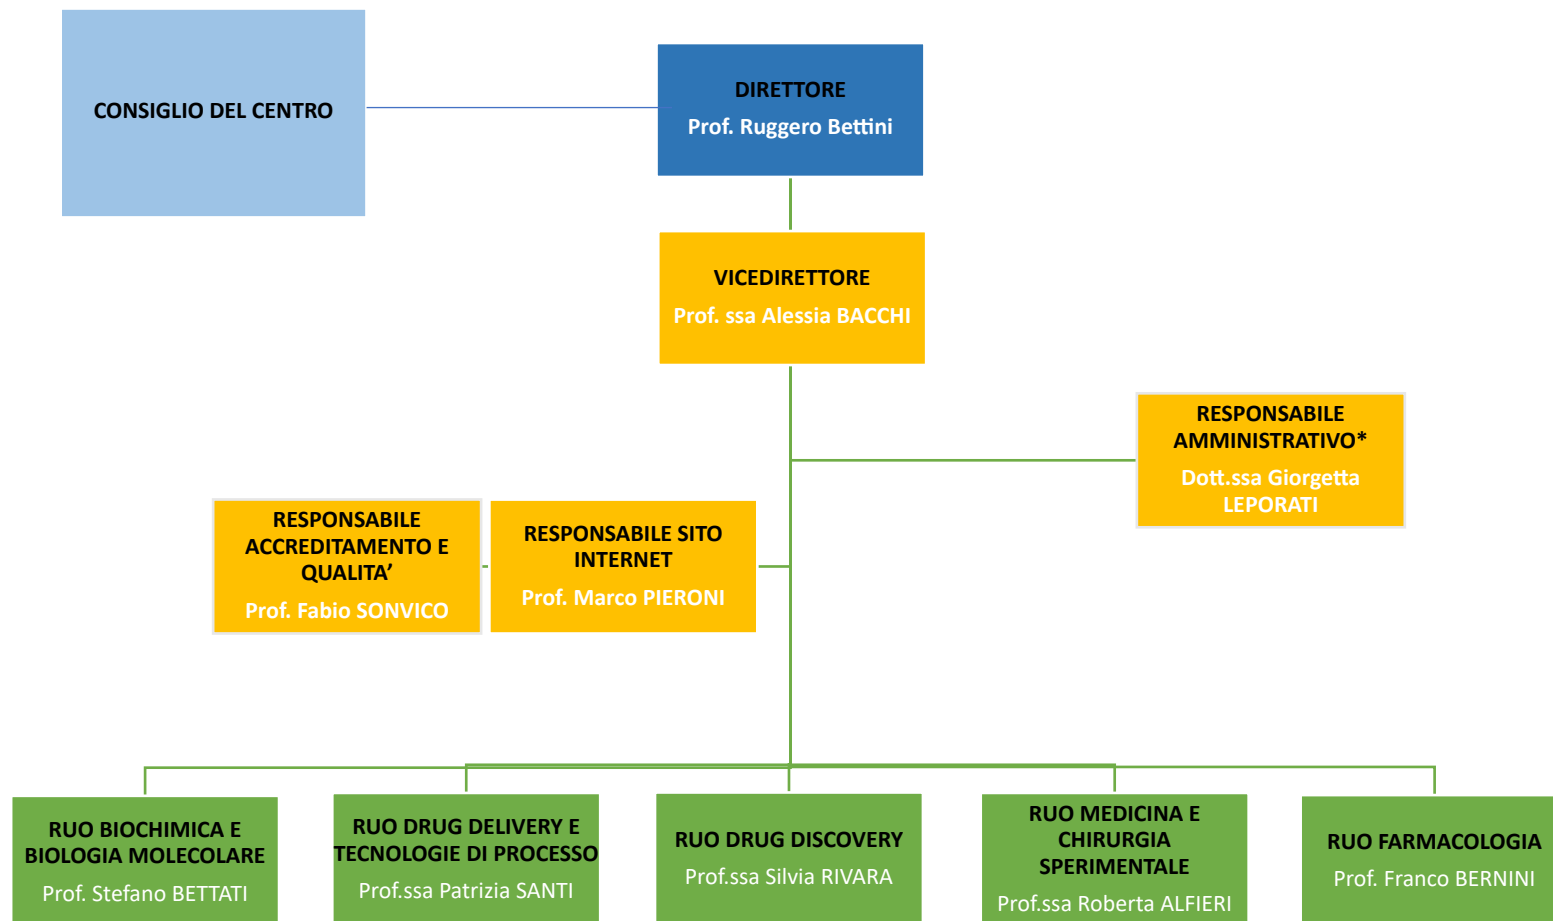 CONSIGLIO DEL CENTRO
DIRETTORE
Prof. Ruggero Bettini
VICEDIRETTORE
Prof. ssa Alessia BACCHI
RESPONSABILE
AMMINISTRATIVO*
Dott.ssa Giorgetta
LEPORATI
RESPONSABILE
ACCREDITAMENTO E
QUALITA’
Prof. Fabio SONVICO
RESPONSABILE SITO
INTERNET
Prof. Marco PIERONI
RUO BIOCHIMICA E
BIOLOGIA MOLECOLARE
Prof. Stefano BETTATI
RUO DRUG DELIVERY E
TECNOLOGIE DI PROCESSO
Prof.ssa Patrizia SANTI
RUO DRUG DISCOVERY
Prof.ssa Silvia RIVARA
RUO MEDICINA E
CHIRURGIA
SPERIMENTALE
Prof.ssa Roberta ALFIERI
RUO FARMACOLOGIA
Prof. Franco BERNINI